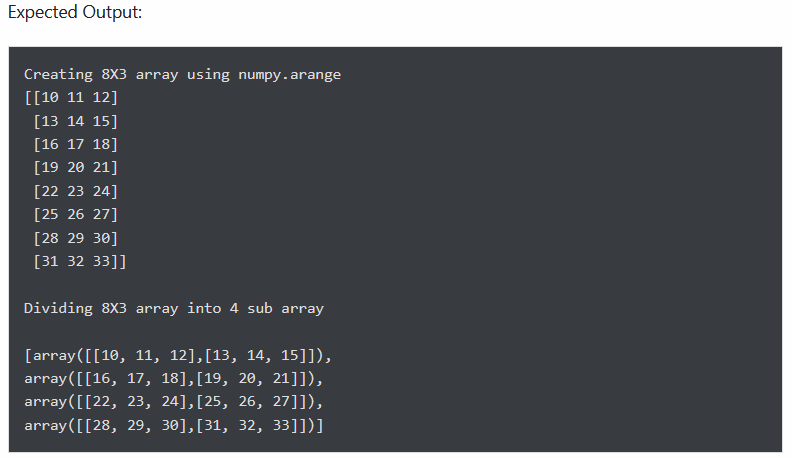 Expected Output:
Creating 8X3 array using numpy.arange
[[10 11 12]
 [13 14 15]
 [16 17 18]
 [19 20 21]
 [22 23 24]
 [25 26 27]
 [28 29 30]
 [31 32 33]]
Dividing 8X3 array into 4 sub array
[array([[10, 11, 12],[13, 14, 15]]),
array([[16, 17, 18],[19, 20, 21]]),
array([[22, 23, 24],[25, 26, 27]]),
array([[28, 29, 30],[31, 32, 33]])]